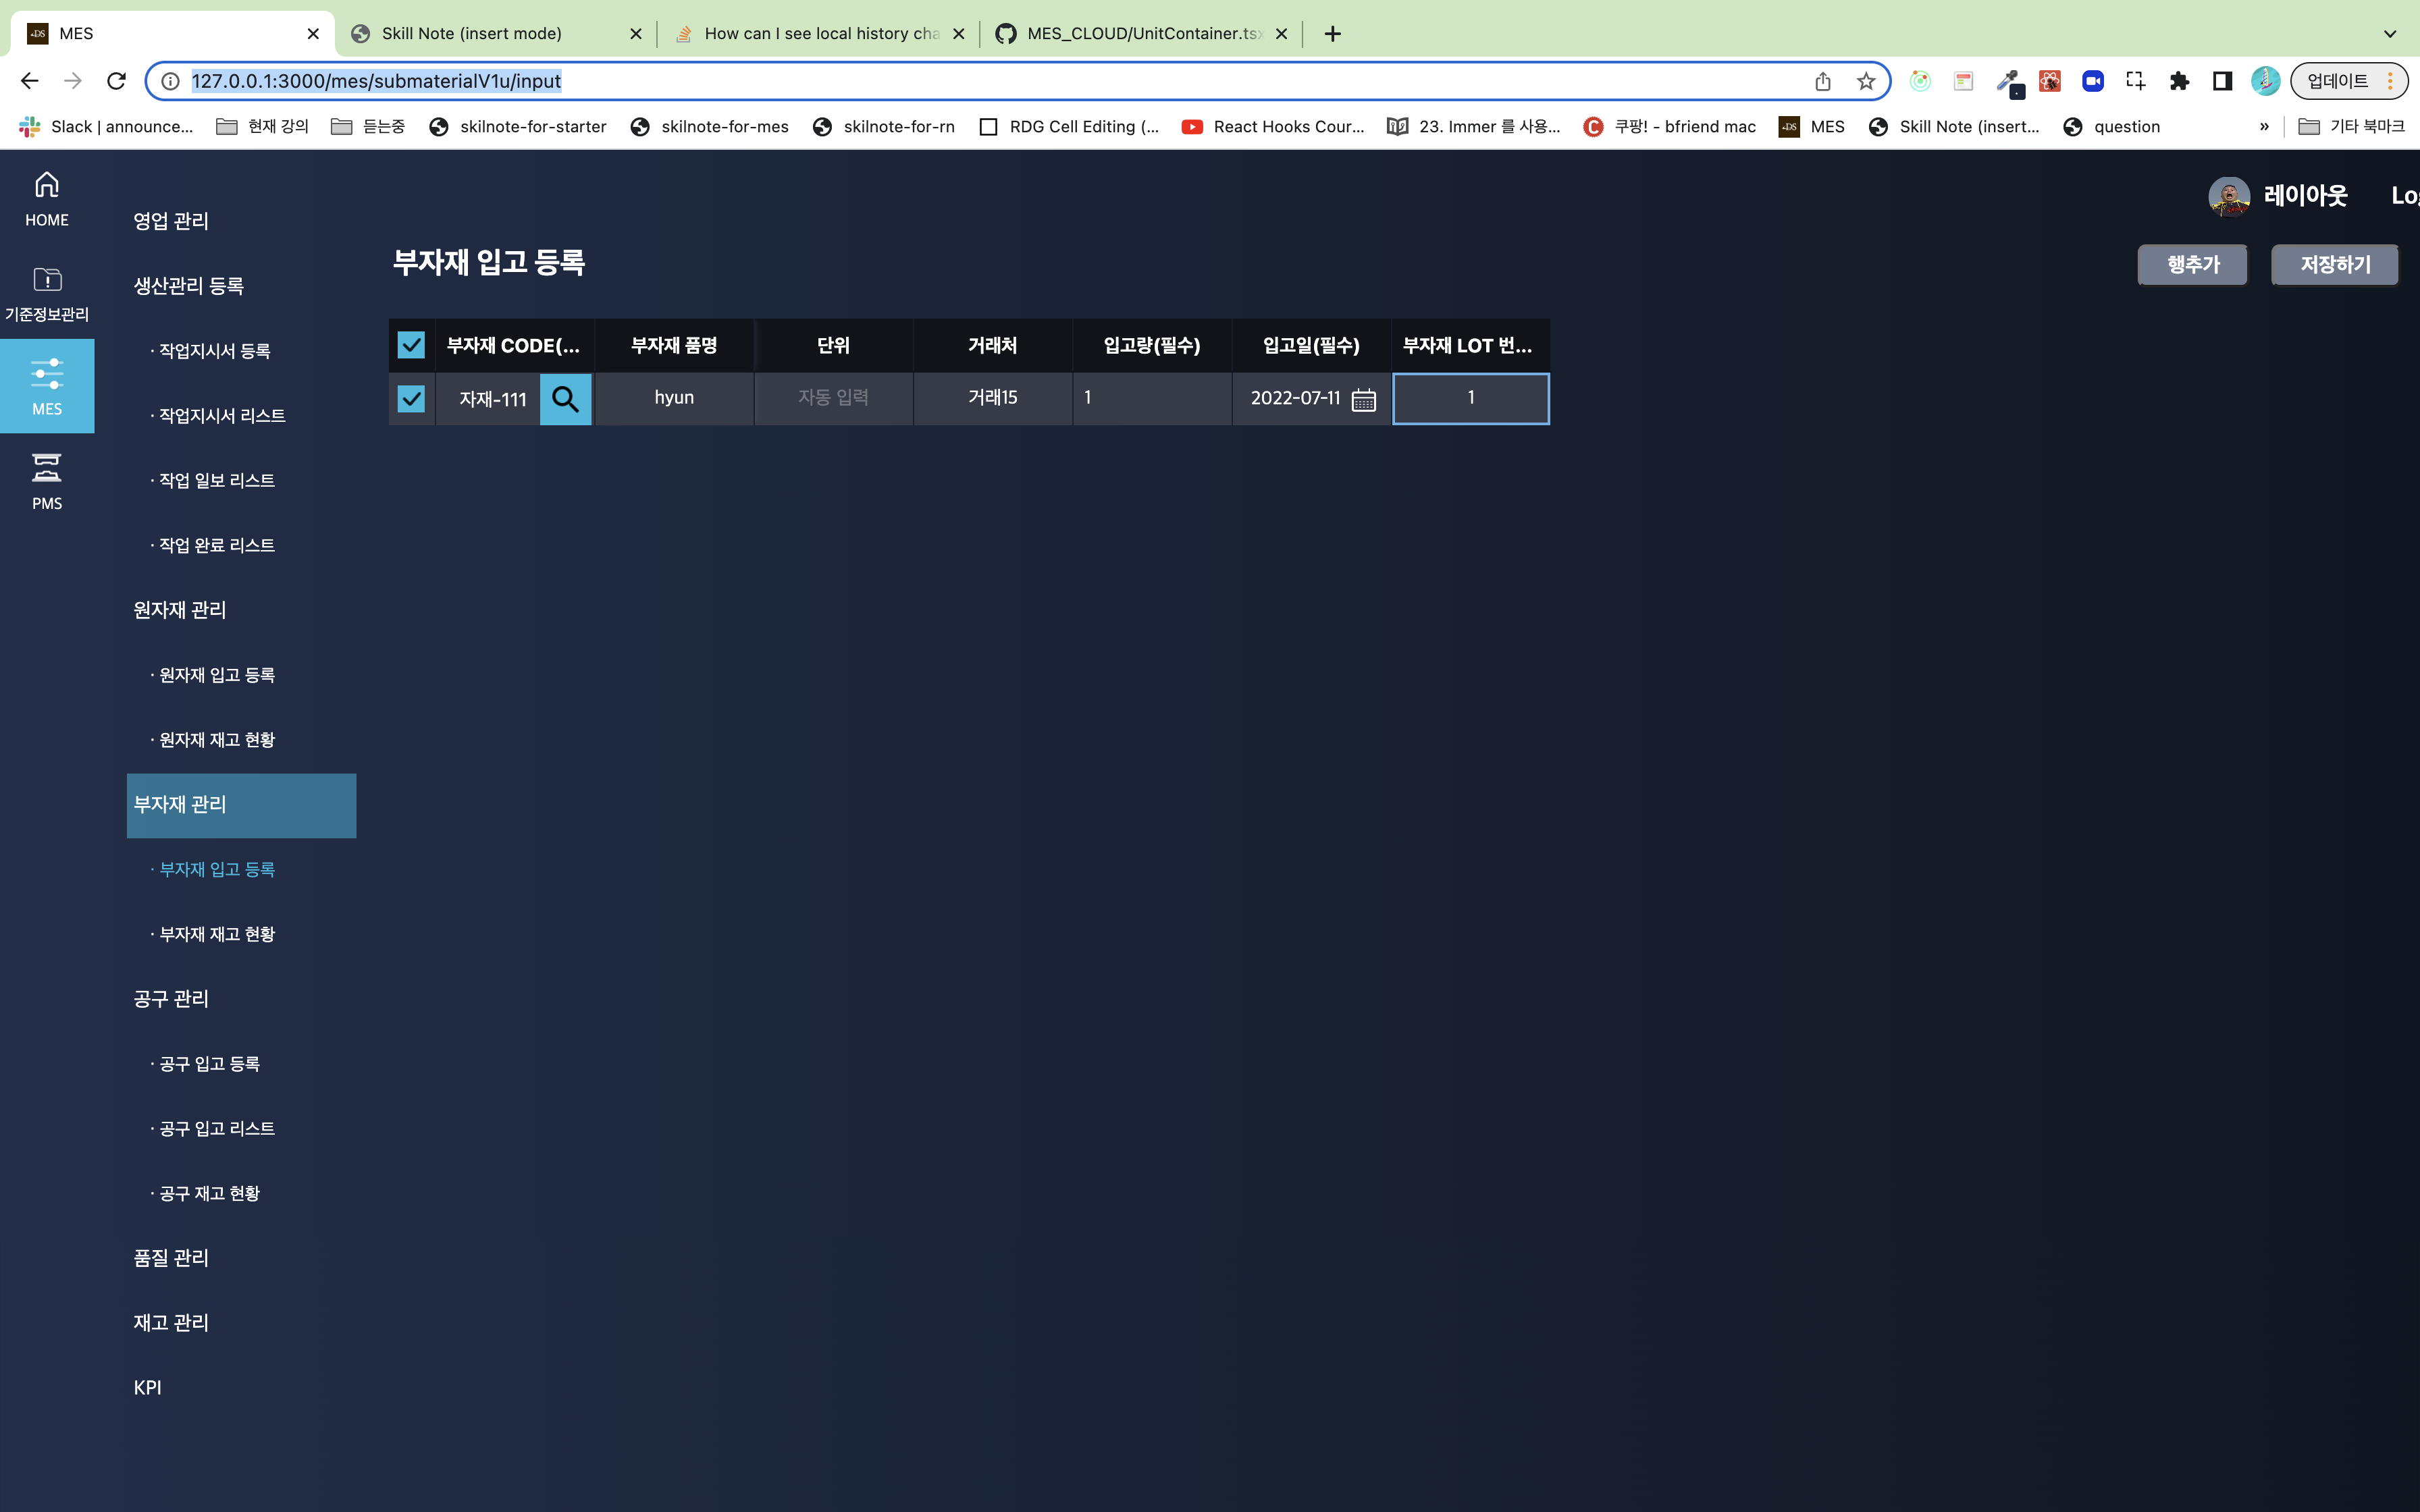 MES
Skill Note (insert mode)
How can I see local history cha
MES_CLOUD/UnitContainer.tsx
127.0.0.1:3000/mes/submaterialV1u/input
업데이트
Slack | announce...
현재 강의
듣는중
skilnote-for-starter
skilnote-for-mes
skilnote-for-rn
RDG Cell Editing (...
React Hooks Cour...
23. Immer 를 사용...
쿠팡! - bfriend mac
MES
Skill Note (insert...
question
»
기타 북마크
HOME
기준정보관리
MES
PMS
영업 관리
생산관리 등록
· 작업지시서 등록
· 작업지시서 리스트
· 작업 일보 리스트
· 작업 완료 리스트
원자재 관리
· 원자재 입고 등록
· 원자재 재고 현황
부자재 관리
· 부자재 입고 등록
· 부자재 재고 현황
공구 관리
· 공구 입고 등록
· 공구 입고 리스트
· 공구 재고 현황
품질 관리
재고 관리
KPI
레이아웃
부자재 입고 등록
행추가
저장하기
부자재 CODE(... 부자재 품명 단위 거래처 입고량(필수) 입고일(필수) 부자재 LOT 번...
자재-111 hyun 자동 입력 거래15 1 2022-07-11 1